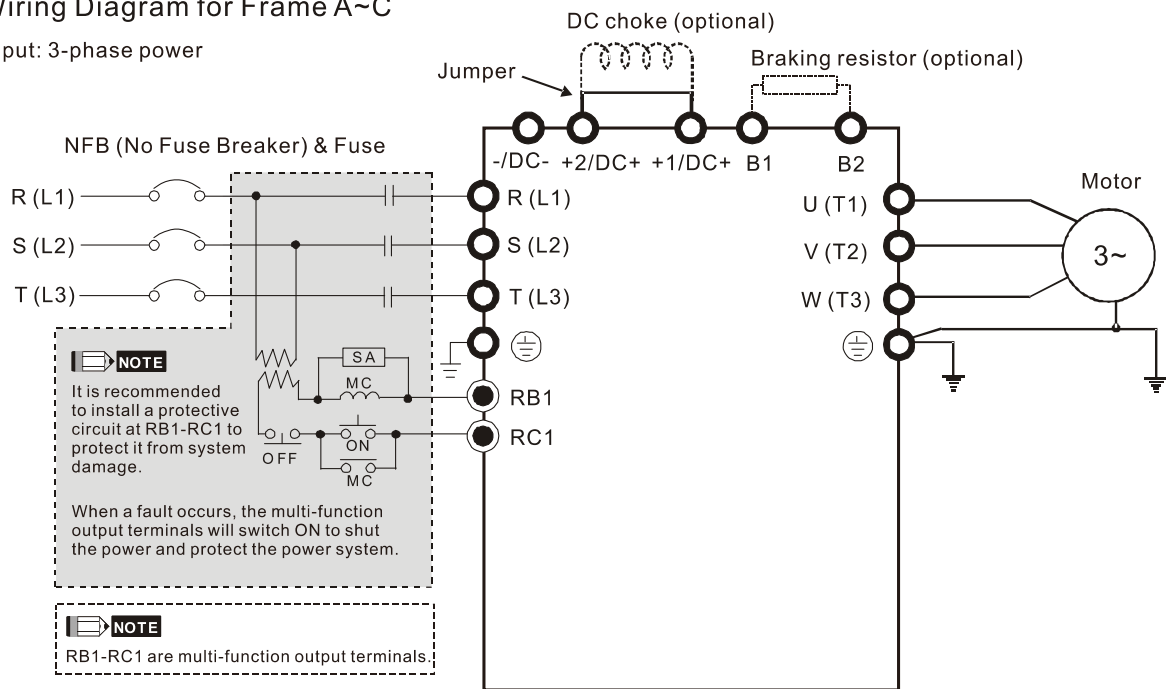 Wiring Diagram for Frame A~C
put: 3-phase power
DC choke (optional)
Jumper
Braking resistor (optional)
NFB (No Fuse Breaker) & Fuse
-/DC- +2/DC+ +1/DC+ B1 B2
Motor
R (L1)
R (L1)
U (T1)
S (L2)
S (L2)
V (T2)
3~
T (L3)
T (L3)
W (T3)
NOTE
It is recommended
to install a protective
circuit at RB1-RC1 to
protect it from system
damage.
SA
MC
RB1
OFF
ON
MC
RC1
When a fault occurs, the multi-function
output terminals will switch ON to shut
the power and protect the power system.
NOTE
RB1-RC1 are multi-function output terminals.